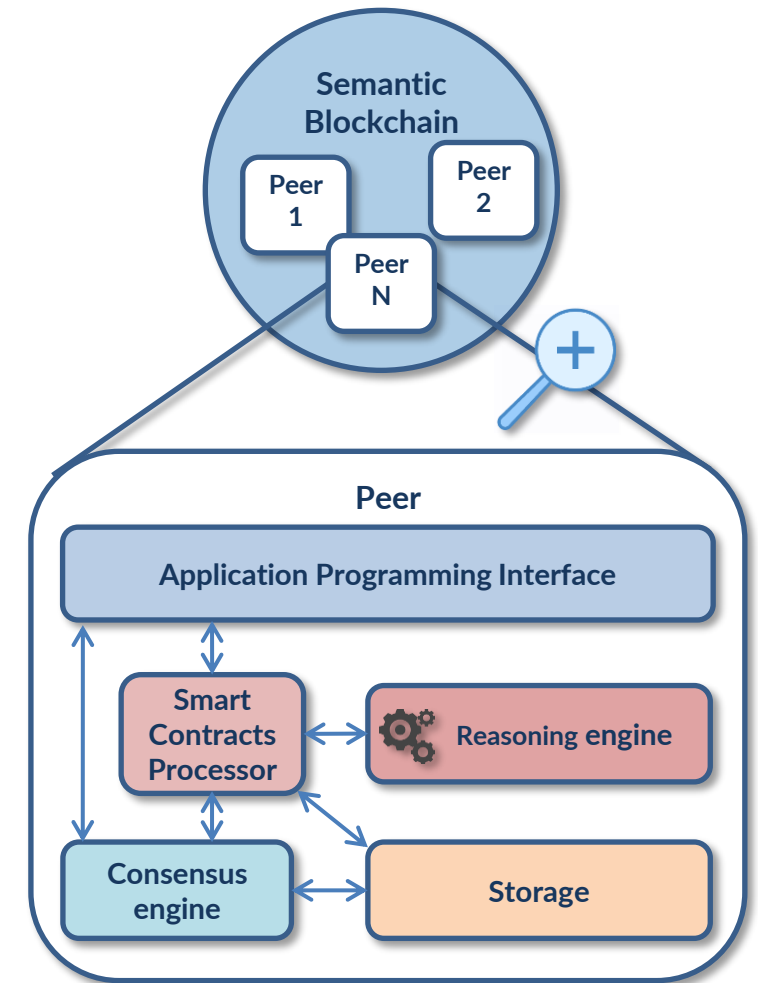 Semantic
Blockchain
Peer
1
Peer
2
Peer
N
Peer
Application Programming Interface
Smart
Contracts
Processor
Reasoning engine
Consensus
engine
Storage